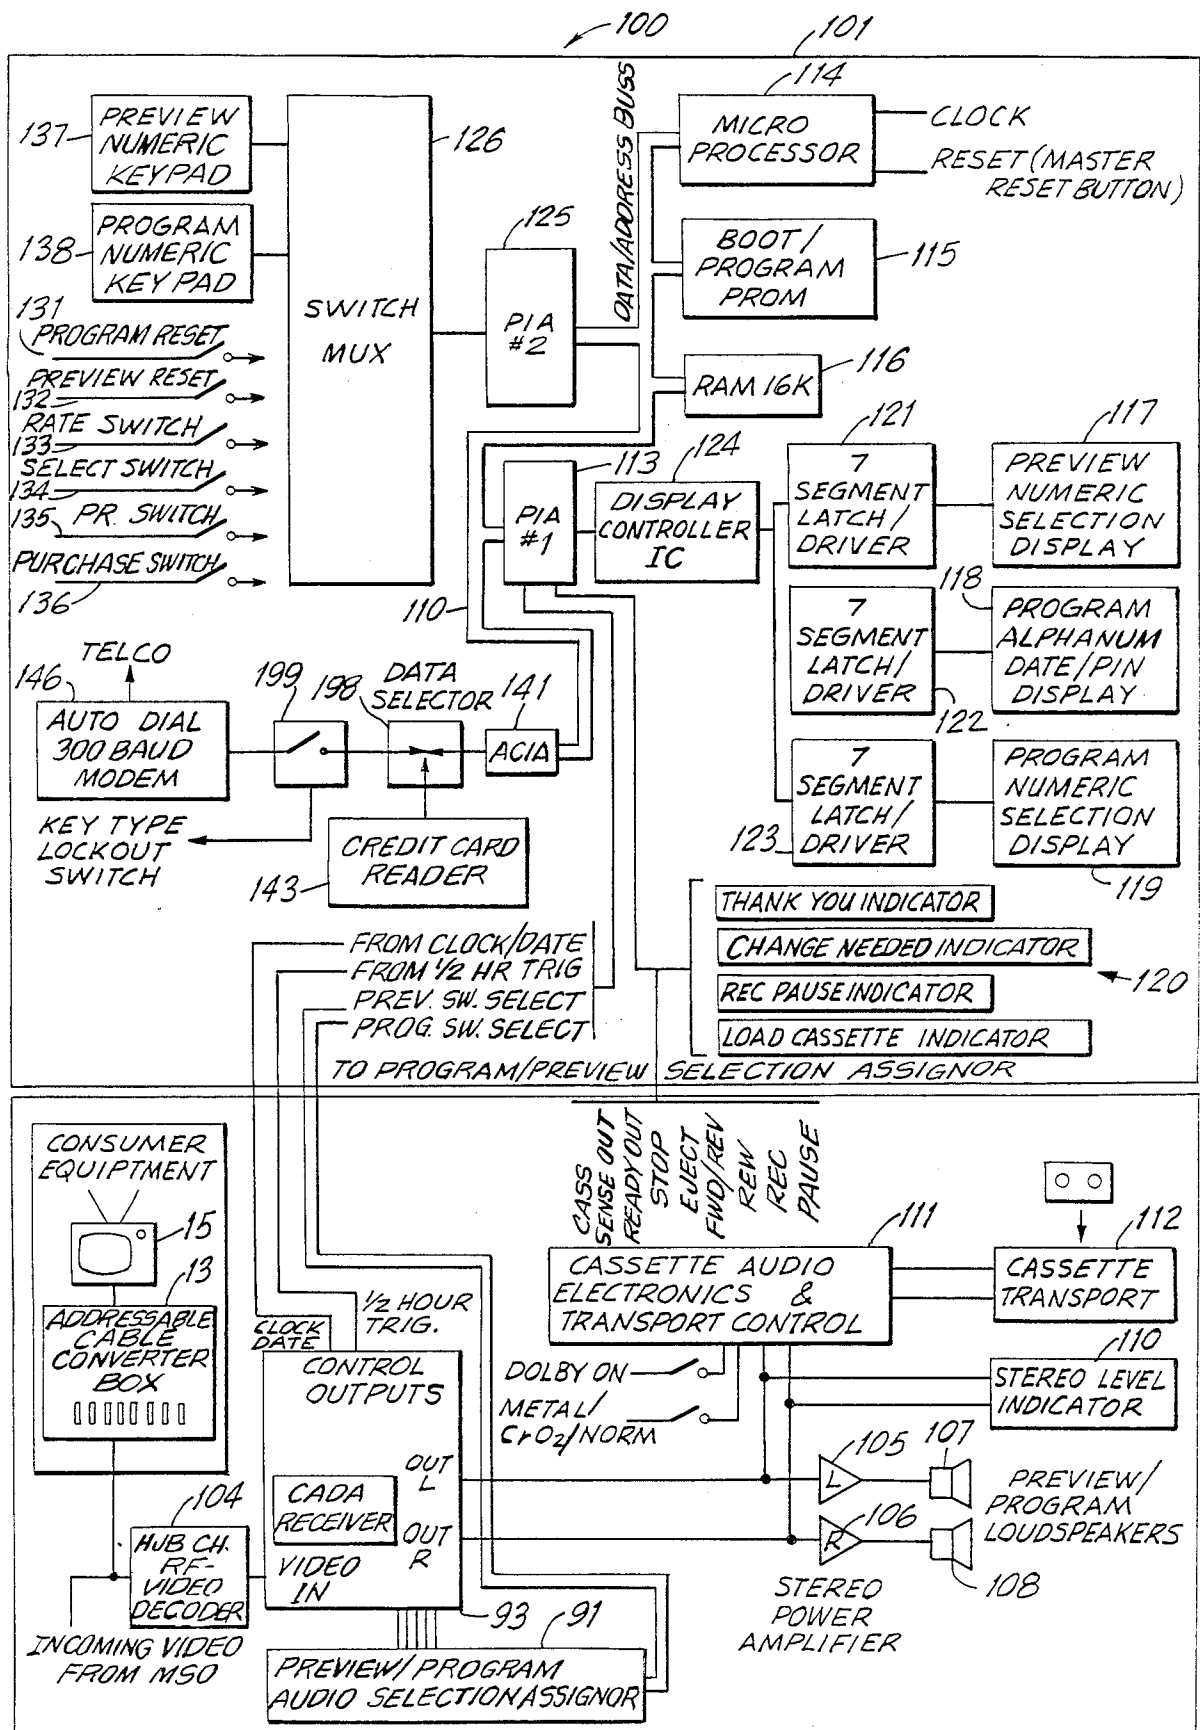 100
101
PREVIEW
NUMERIC
KEYPAD
137
PROGRAM
NUMERIC
KEY PAD
138
131
PROGRAM RESET
PREVIEW RESET
132
RATE SWITCH
133
SELECT SWITCH
134
135
PR. SWITCH
PURCHASE SWITCH
136
SWITCH
MUX
126
125
PIA
#2
DATA/ADDRESS BUSS
114
MICRO
PROCESSOR
CLOCK
RESET (MASTER
RESET BUTTON)
BOOT/
PROGRAM
PROM
115
RAM 16K
116
113
PIA
#1
124
DISPLAY
CONTROLLER
IC
121
7
SEGMENT
LATCH/
DRIVER
117
PREVIEW
NUMERIC
SELECTION
DISPLAY
7
SEGMENT
LATCH/
DRIVER
122
118
PROGRAM
ALPHANUM
DATE/PIN
DISPLAY
7
SEGMENT
LATCH/
DRIVER
123
PROGRAM
NUMERIC
SELECTION
DISPLAY
119
110
TELCO
146
AUTO DIAL
300 BAUD
MODEM
199
198
DATA
SELECTOR
141
ACIA
KEY TYPE
LOCKOUT
SWITCH
CREDIT CARD
READER
143
THANK YOU INDICATOR
CHANGE NEEDED INDICATOR
REC PAUSE INDICATOR
LOAD CASSETTE INDICATOR
120
FROM CLOCK/DATE
FROM 1/2 HR TRIG
PREV. SW. SELECT
PROG. SW. SELECT
TO PROGRAM/PREVIEW SELECTION ASSIGNOR
CONSUMER
EQUIPTMENT
15
13
ADDRESSABLE
CABLE
CONVERTER
BOX
104
HUB CH.
RF-
VIDEO
DECODER
INCOMING VIDEO
FROM MSO
CLOCK
DATE
1/2 HOUR
TRIG.
CONTROL
OUTPUTS
OUT
L
CADA
RECEIVER
OUT
R
VIDEO
IN
93
91
PREVIEW/PROGRAM
AUDIO SELECTION ASSIGNOR
CASS
SENSE OUT
READY OUT
STOP
EJECT
FWD/REV
REW
REC
PAUSE
111
CASSETTE AUDIO
ELECTRONICS &
TRANSPORT CONTROL
112
CASSETTE
TRANSPORT
DOLBY ON
METAL/
CrO2/NORM
110
STEREO LEVEL
INDICATOR
105
L
107
106
R
108
PREVIEW/
PROGRAM
LOUDSPEAKERS
STEREO
POWER
AMPLIFIER